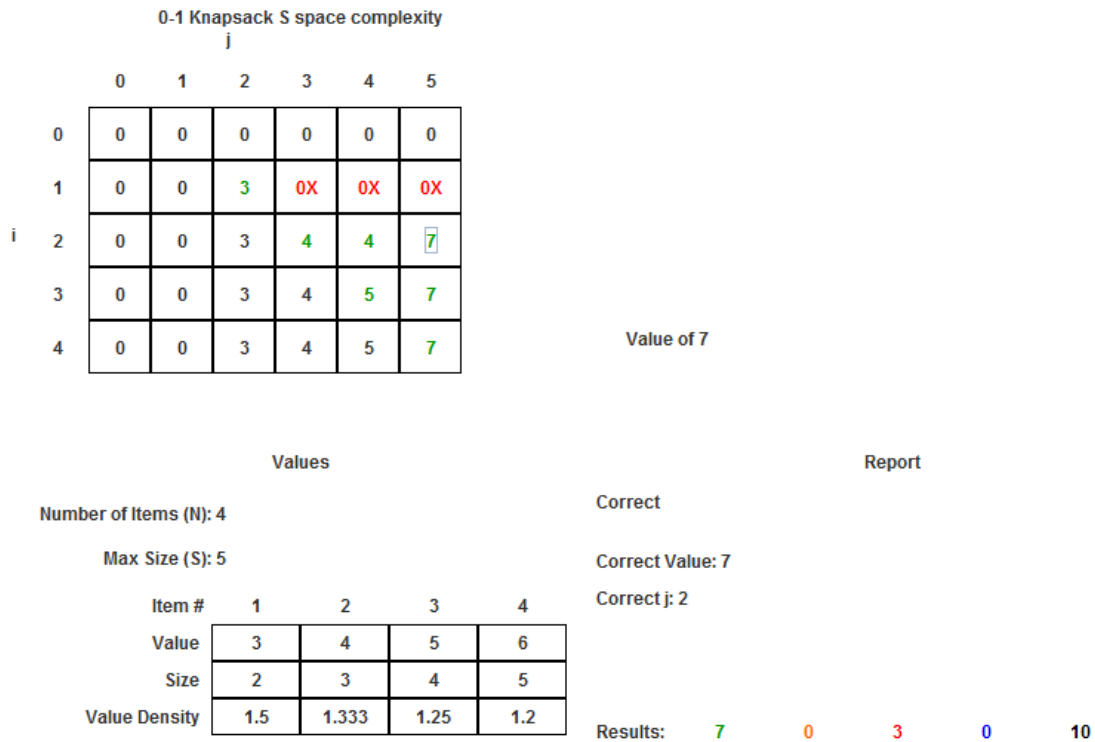 0-1 Knapsack S space complexity
j
0 1 2 3 4 5
0 0 0 0 0 0 0
1 0 0 3 0X 0X 0X
i
2 0 0 3 4 4 7
3 0 0 3 4 5 7
4 0 0 3 4 5 7
Value of 7
Values
Report
Number of Items (N): 4
Correct
Max Size (S): 5
Correct Value: 7
Correct j: 2
Item # 1 2 3 4
Value 3 4 5 6
Size 2 3 4 5
Value Density 1.5 1.333 1.25 1.2
Results: 7 0 3 0 10